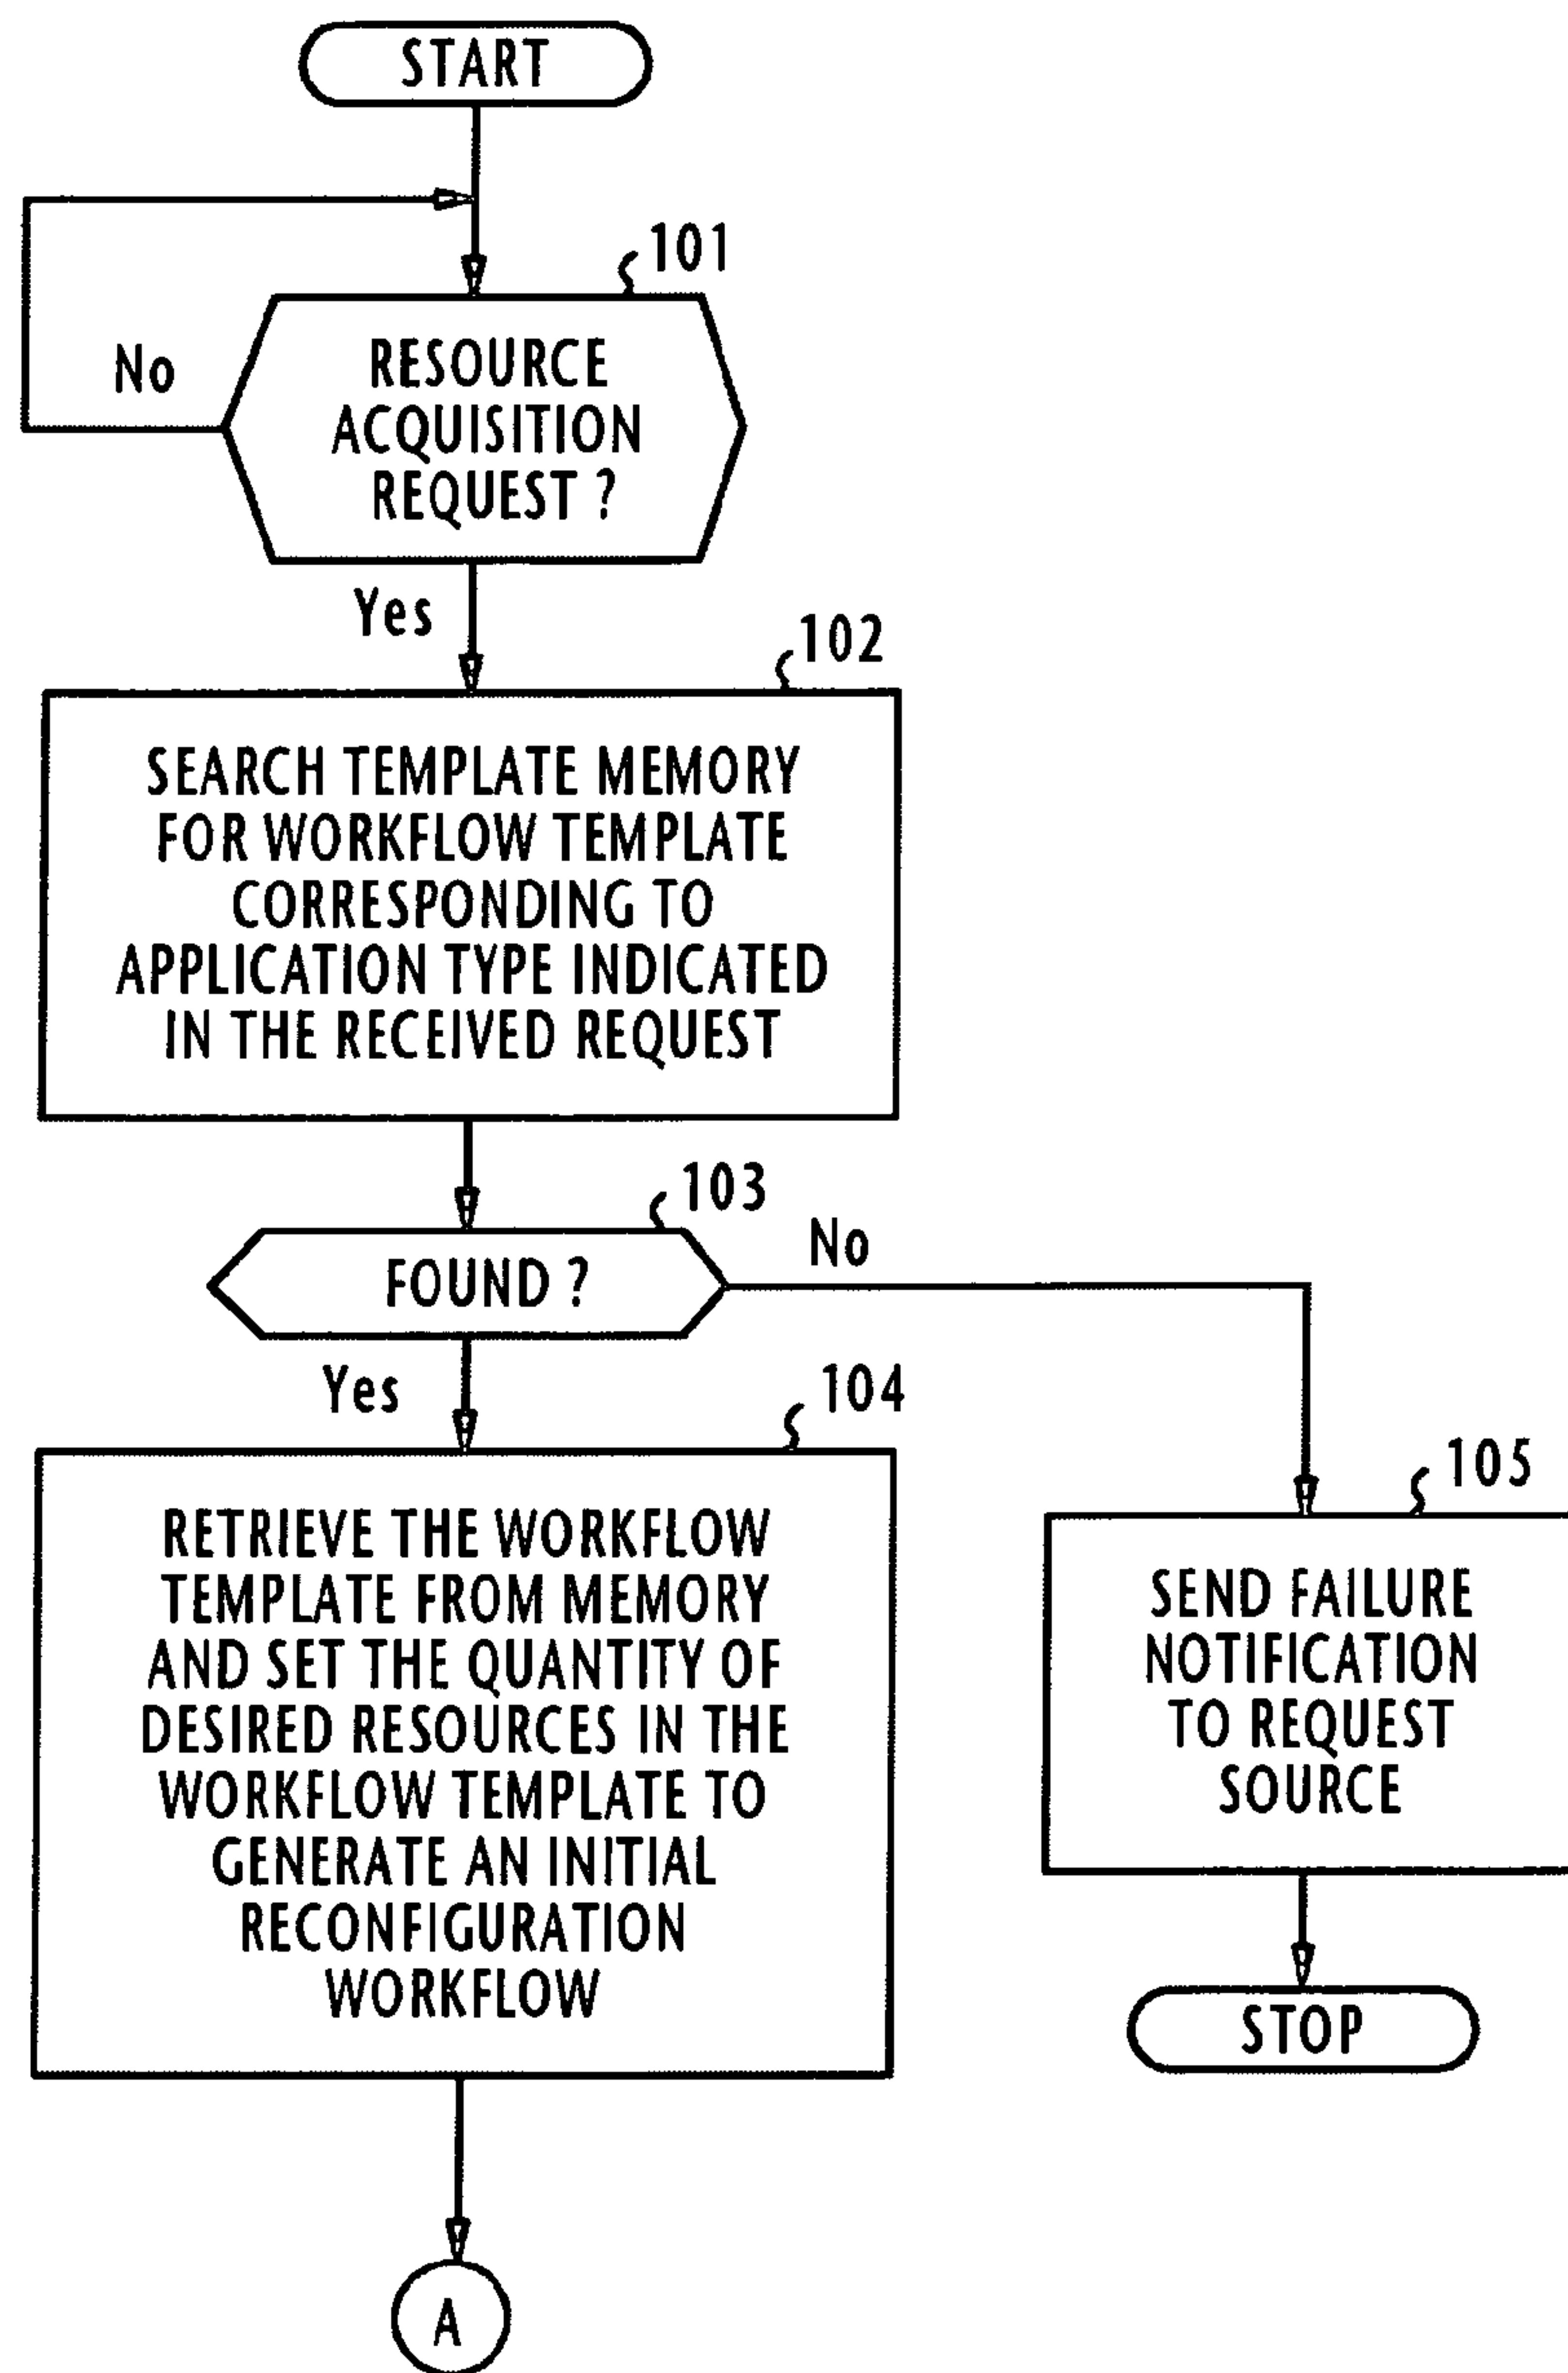 START
101
RESOURCE
ACQUISITION
REQUEST ?
No
Yes
102
SEARCH TEMPLATE MEMORY
FOR WORKFLOW TEMPLATE
CORRESPONDING TO
APPLICATION TYPE INDICATED
IN THE RECEIVED REQUEST
103
FOUND ?
No
Yes
104
RETRIEVE THE WORKFLOW
TEMPLATE FROM MEMORY
AND SET THE QUANTITY OF
DESIRED RESOURCES IN THE
WORKFLOW TEMPLATE TO
GENERATE AN INITIAL
RECONFIGURATION
WORKFLOW
105
SEND FAILURE
NOTIFICATION
TO REQUEST
SOURCE
STOP
A